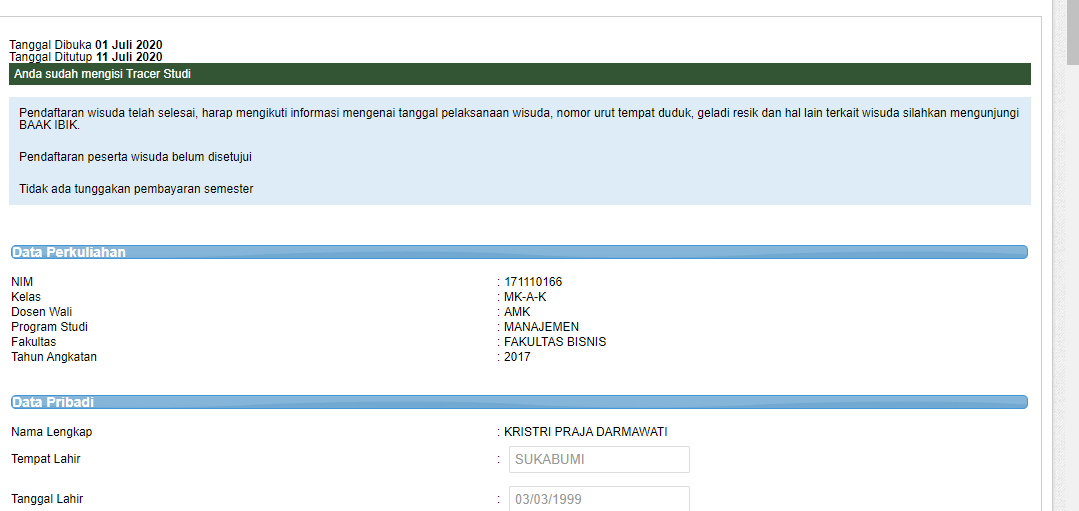 Tanggal Dibuka 01 Juli 2020
Tanggal Ditutup 11 Juli 2020
Anda sudah mengisi Tracer Studi
Pendaftaran wisuda telah selesai, harap mengikuti informasi mengenai tanggal pelaksanaan wisuda, nomor urut tempat duduk, geladi resik dan hal lain terkait wisuda silahkan mengunjungi
BAAK IBIK.
Pendaftaran peserta wisuda belum disetujui
Tidak ada tunggakan pembayaran semester
Data Perkuliahan
NIM : 171110166
Kelas : MK-A-K
Dosen Wali : AMK
Program Studi : MANAJEMEN
Fakultas : FAKULTAS BISNIS
Tahun Angkatan : 2017
Data Pribadi
Nama Lengkap : KRISTRI PRAJA DARMAWATI
Tempat Lahir : SUKABUMI
Tanggal Lahir : 03/03/1999